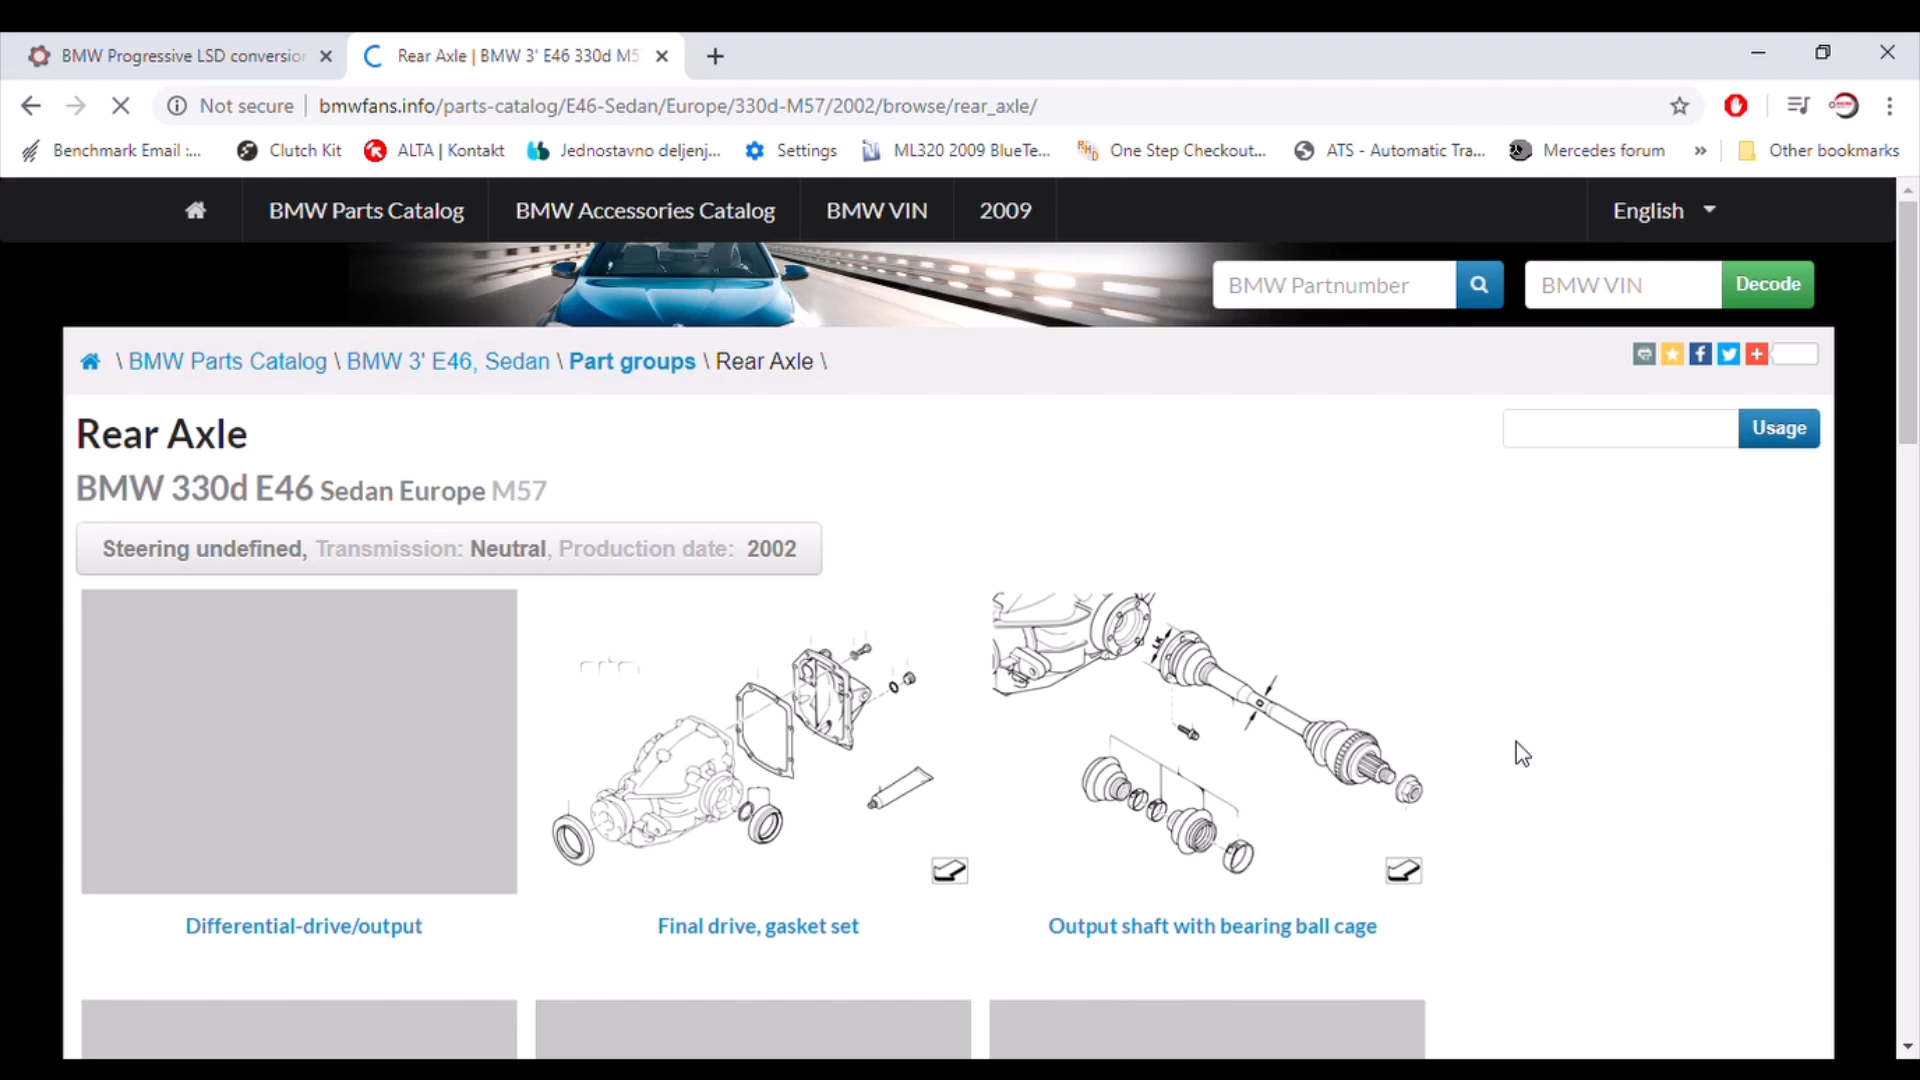 BMW Progressive LSD conversion
Rear Axle | BMW 3' E46 330d M5
Not secure
bmwfans.info/parts-catalog/E46-Sedan/Europe/330d-M57/2002/browse/rear_axle/
Benchmark Email :...
Clutch Kit
ALTA | Kontakt
Jednostavno deljenj...
Settings
ML320 2009 BlueTe...
One Step Checkout...
ATS - Automatic Tra...
Mercedes forum
»
Other bookmarks
BMW Parts Catalog
BMW Accessories Catalog
BMW VIN
2009
English
BMW Partnumber
BMW VIN
Decode
\ BMW Parts Catalog \ BMW 3' E46, Sedan \ Part groups \ Rear Axle \
Rear Axle
Usage
BMW 330d E46 Sedan Europe M57
Steering undefined, Transmission: Neutral, Production date: 2002
Differential-drive/output
Final drive, gasket set
Output shaft with bearing ball cage